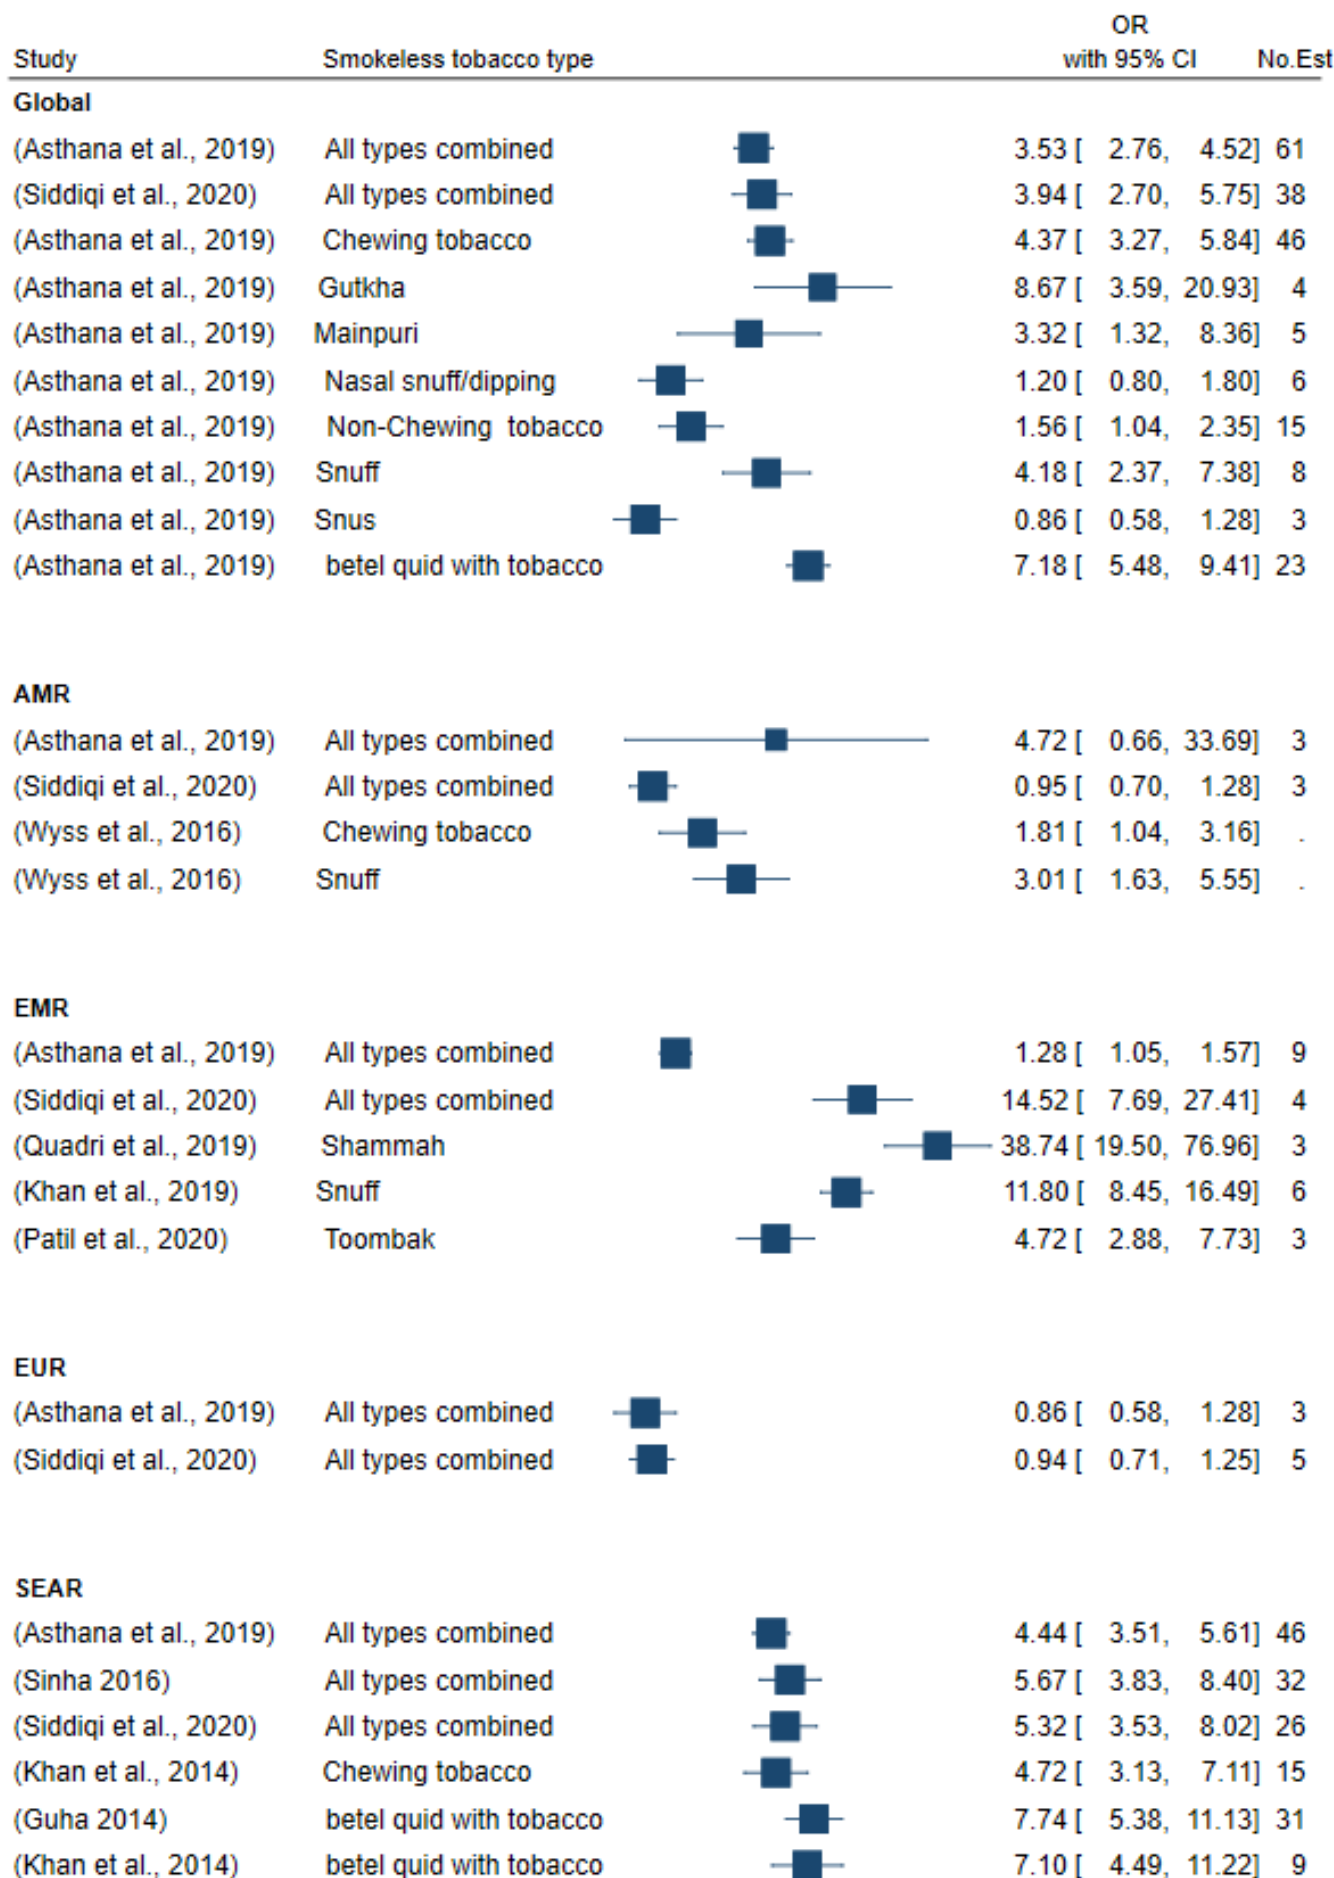 OR
Study Smokeless tobacco type with 95% CI No.Est
Global
(Asthana et al., 2019) All types combined 3.53 [ 2.76, 4.52] 61
(Siddiqi et al., 2020) All types combined 3.94 [ 2.70, 5.75] 38
(Asthana et al., 2019) Chewing tobacco 4.37 [ 3.27, 5.84] 46
(Asthana et al., 2019) Gutkha 8.67 [ 3.59, 20.93] 4
(Asthana et al., 2019) Mainpuri 3.32 [ 1.32, 8.36] 5
(Asthana et al., 2019) Nasal snuff/dipping 1.20 [ 0.80, 1.80] 6
(Asthana et al., 2019) Non-Chewing tobacco 1.56 [ 1.04, 2.35] 15
(Asthana et al., 2019) Snuff 4.18 [ 2.37, 7.38] 8
(Asthana et al., 2019) Snus 0.86 [ 0.58, 1.28] 3
(Asthana et al., 2019) betel quid with tobacco 7.18 [ 5.48, 9.41] 23
AMR
(Asthana et al., 2019) All types combined 4.72 [ 0.66, 33.69] 3
(Siddiqi et al., 2020) All types combined 0.95 [ 0.70, 1.28] 3
(Wyss et al., 2016) Chewing tobacco 1.81 [ 1.04, 3.16] .
(Wyss et al., 2016) Snuff 3.01 [ 1.63, 5.55] .
EMR
(Asthana et al., 2019) All types combined 1.28 [ 1.05, 1.57] 9
(Siddiqi et al., 2020) All types combined 14.52 [ 7.69, 27.41] 4
(Quadri et al., 2019) Shammah 38.74 [ 19.50, 76.96] 3
(Khan et al., 2019) Snuff 11.80 [ 8.45, 16.49] 6
(Patil et al., 2020) Toombak 4.72 [ 2.88, 7.73] 3
EUR
(Asthana et al., 2019) All types combined 0.86 [ 0.58, 1.28] 3
(Siddiqi et al., 2020) All types combined 0.94 [ 0.71, 1.25] 5
SEAR
(Asthana et al., 2019) All types combined 4.44 [ 3.51, 5.61] 46
(Sinha 2016) All types combined 5.67 [ 3.83, 8.40] 32
(Siddiqi et al., 2020) All types combined 5.32 [ 3.53, 8.02] 26
(Khan et al., 2014) Chewing tobacco 4.72 [ 3.13, 7.11] 15
(Guha 2014) betel quid with tobacco 7.74 [ 5.38, 11.13] 31
(Khan et al., 2014) betel quid with tobacco 7.10 [ 4.49, 11.22] 9